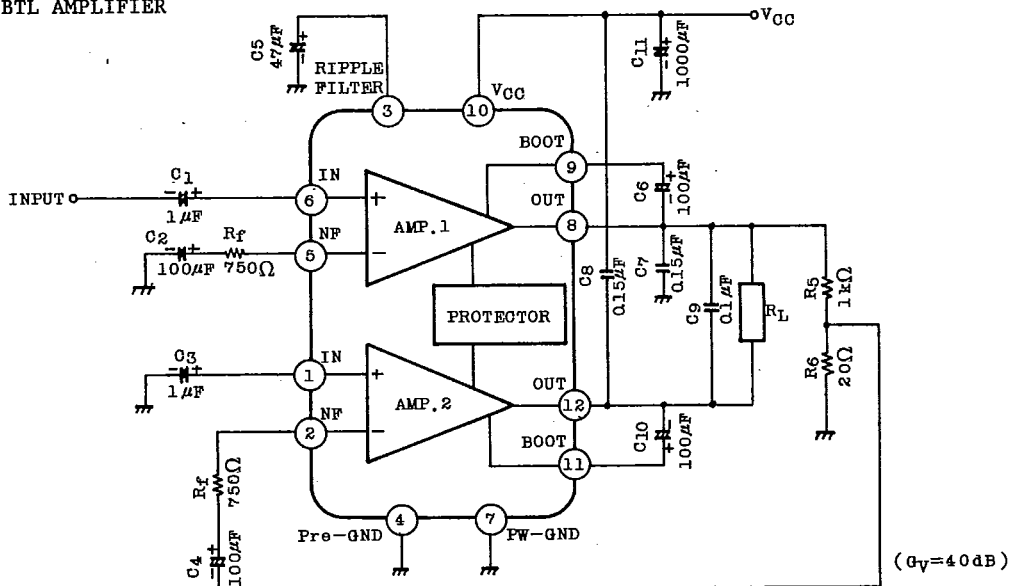 BTL AMPLIFIER
VCC
C5
47μF
RIPPLE
FILTER
3
VCC
10
C11
1000μF
BOOT
9
C1
1μF
INPUT
IN
6
+
OUT
8
C6
100μF
C2
100μF
Rf
750Ω
NF
5
−
AMP.1
C8
0.15μF
C7
0.15μF
C9
0.1μF
RL
R5
1kΩ
PROTECTOR
C3
1μF
IN
1
+
R6
20Ω
OUT
12
NF
2
−
AMP.2
BOOT
11
C10
100μF
Rf
750Ω
Pre-GND
4
7
PW-GND
C4
100μF
(GV=40dB)